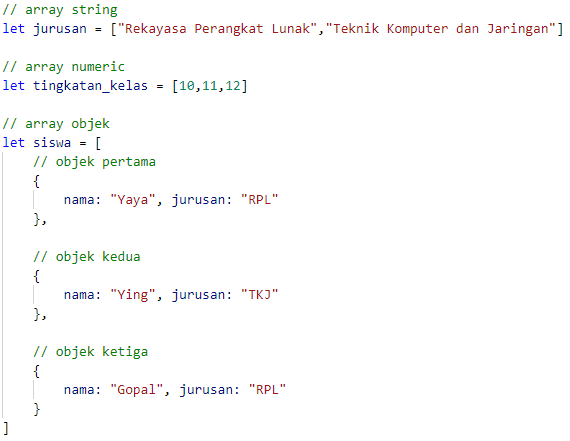 // array string
let jurusan = ["Rekayasa Perangkat Lunak","Teknik Komputer dan Jaringan"]
// array numeric
let tingkatan_kelas = [10,11,12]
// array objek
let siswa = [
// objek pertama
{
nama: "Yaya", jurusan: "RPL"
},
// objek kedua
{
nama: "Ying", jurusan: "TKJ"
},
// objek ketiga
{
nama: "Gopal", jurusan: "RPL"
}
]